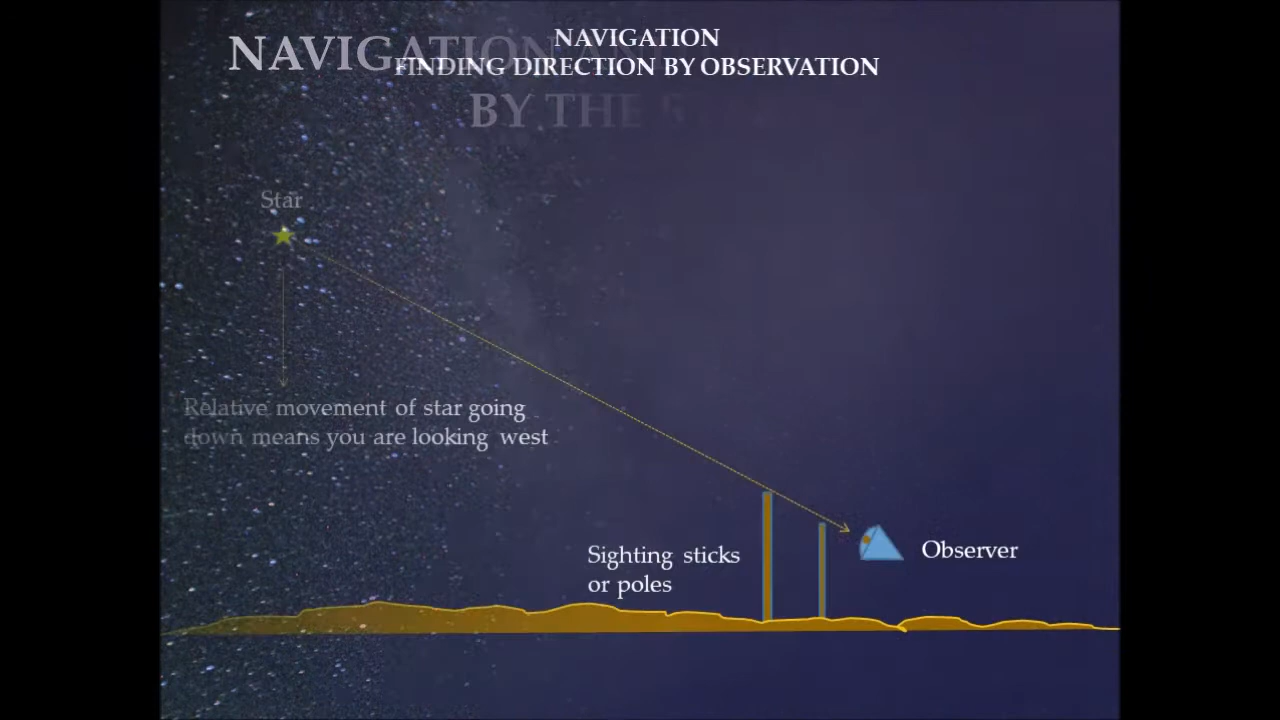 NAVIGATION
FINDING DIRECTION BY OBSERVATION
NAVIGATION
BY THE
Star
Relative movement of star going
down means you are looking west
Sighting sticks
or poles
Observer